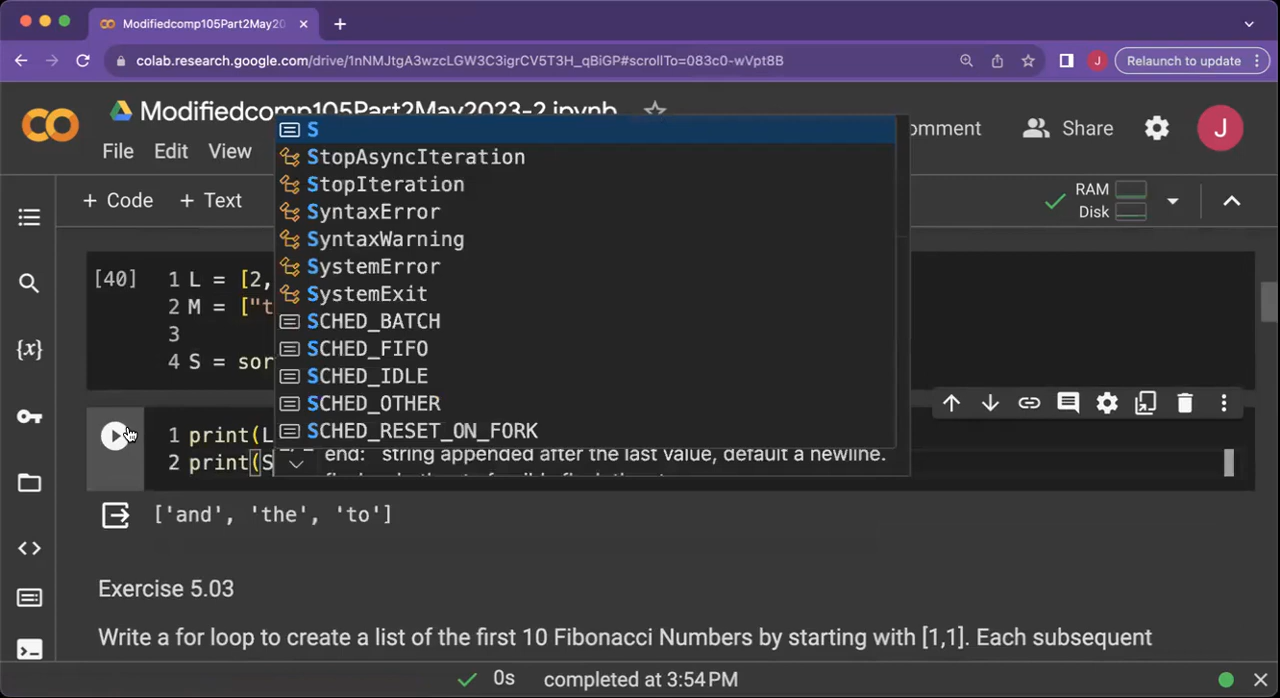 Modifiedcomp105Part2May20
colab.research.google.com/drive/1nNMJtgA3wzcLGW3C3igrCV5T3H_qBiGP#scrollTo=083c0-wVpt8B
J
Relaunch to update
Modifiedcomp105Part2May2023-2.ipynb
omment
Share
J
File Edit View
+ Code + Text
RAM
Disk
S
StopAsyncIteration
StopIteration
SyntaxError
SyntaxWarning
SystemError
SystemExit
SCHED_BATCH
SCHED_FIFO
SCHED_IDLE
SCHED_OTHER
SCHED_RESET_ON_FORK
end: string appended after the last value, default a newline.
[40]
1 L = [2,
2 M = ["t
3
4 S = sor
{x}
1 print(L
2 print(S
['and', 'the', 'to']
Exercise 5.03
Write a for loop to create a list of the first 10 Fibonacci Numbers by starting with [1,1]. Each subsequent
0s completed at 3:54 PM